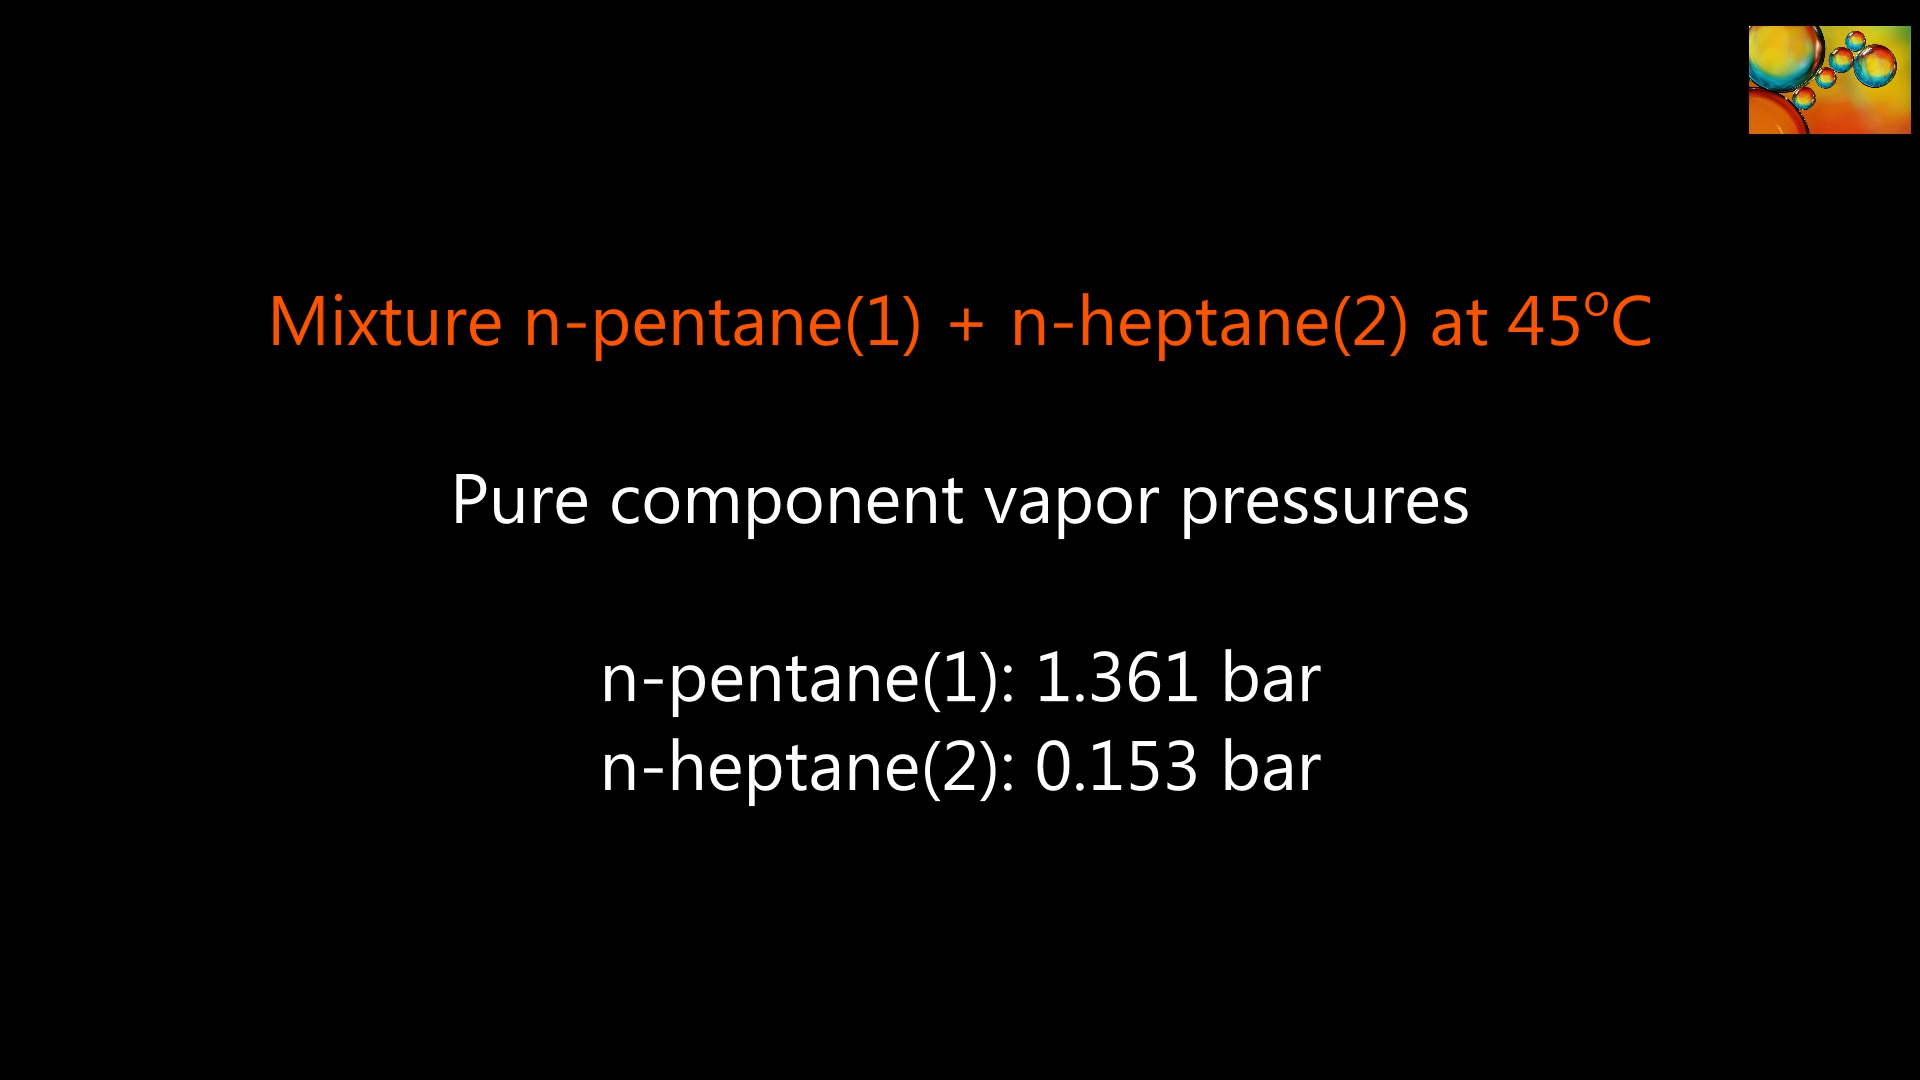 Mixture n-pentane(1) + n-heptane(2) at 45ºC
Pure component vapor pressures
n-pentane(1): 1.361 bar
n-heptane(2): 0.153 bar